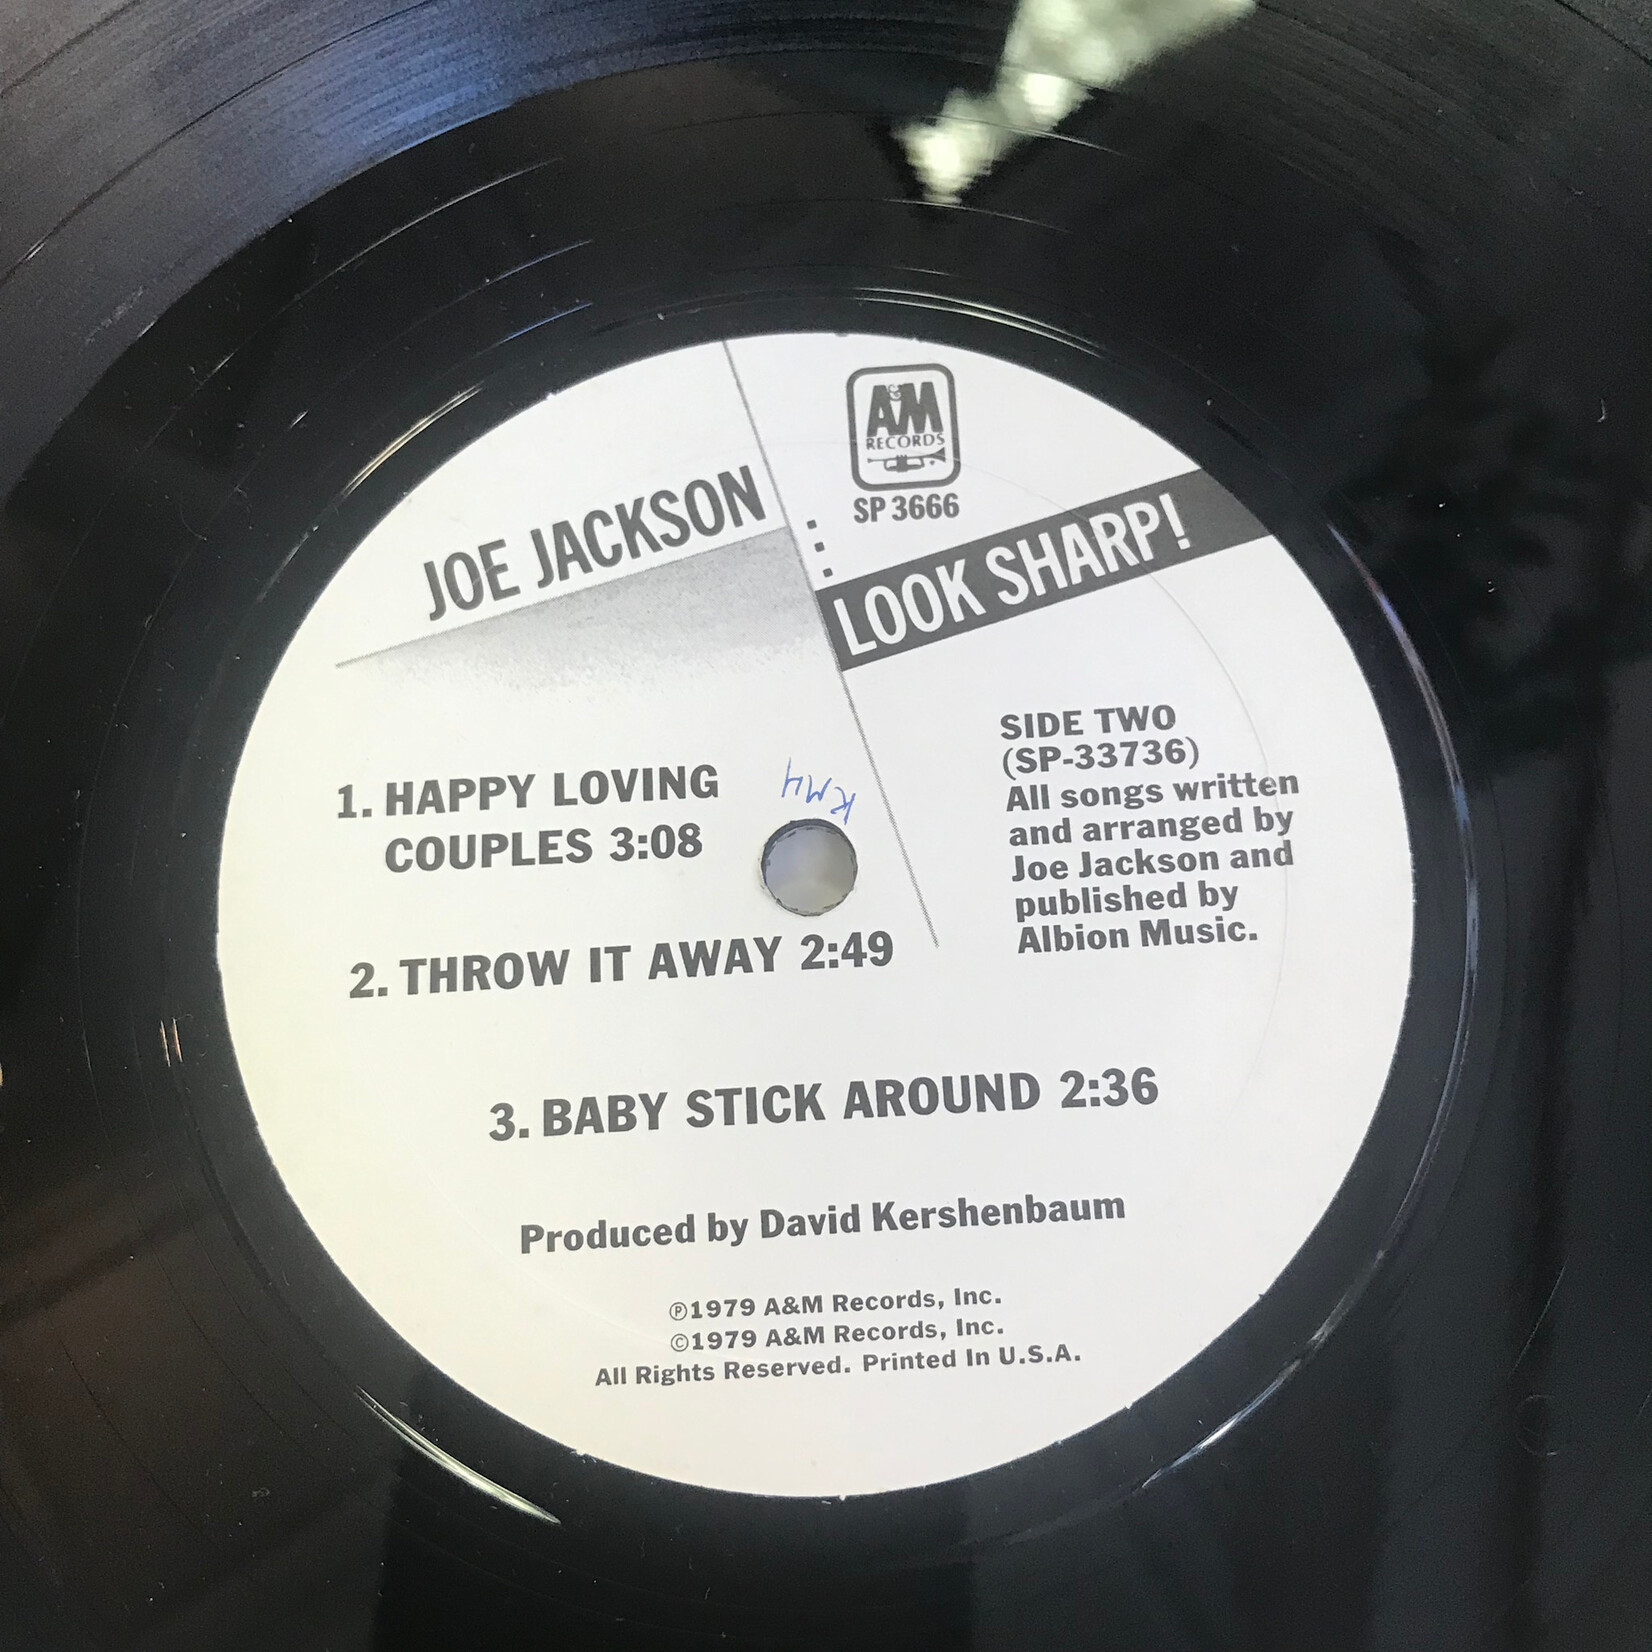 A&M
RECORDS
SP 3666
JOE JACKSON
LOOK SHARP!
SIDE TWO
(SP-33736)
All songs written
and arranged by
Joe Jackson and
published by
Albion Music.
1. HAPPY LOVING
COUPLES 3:08
KMH
2. THROW IT AWAY 2:49
3. BABY STICK AROUND 2:36
Produced by David Kershenbaum
℗1979 A&M Records, Inc.
©1979 A&M Records, Inc.
All Rights Reserved. Printed In U.S.A.